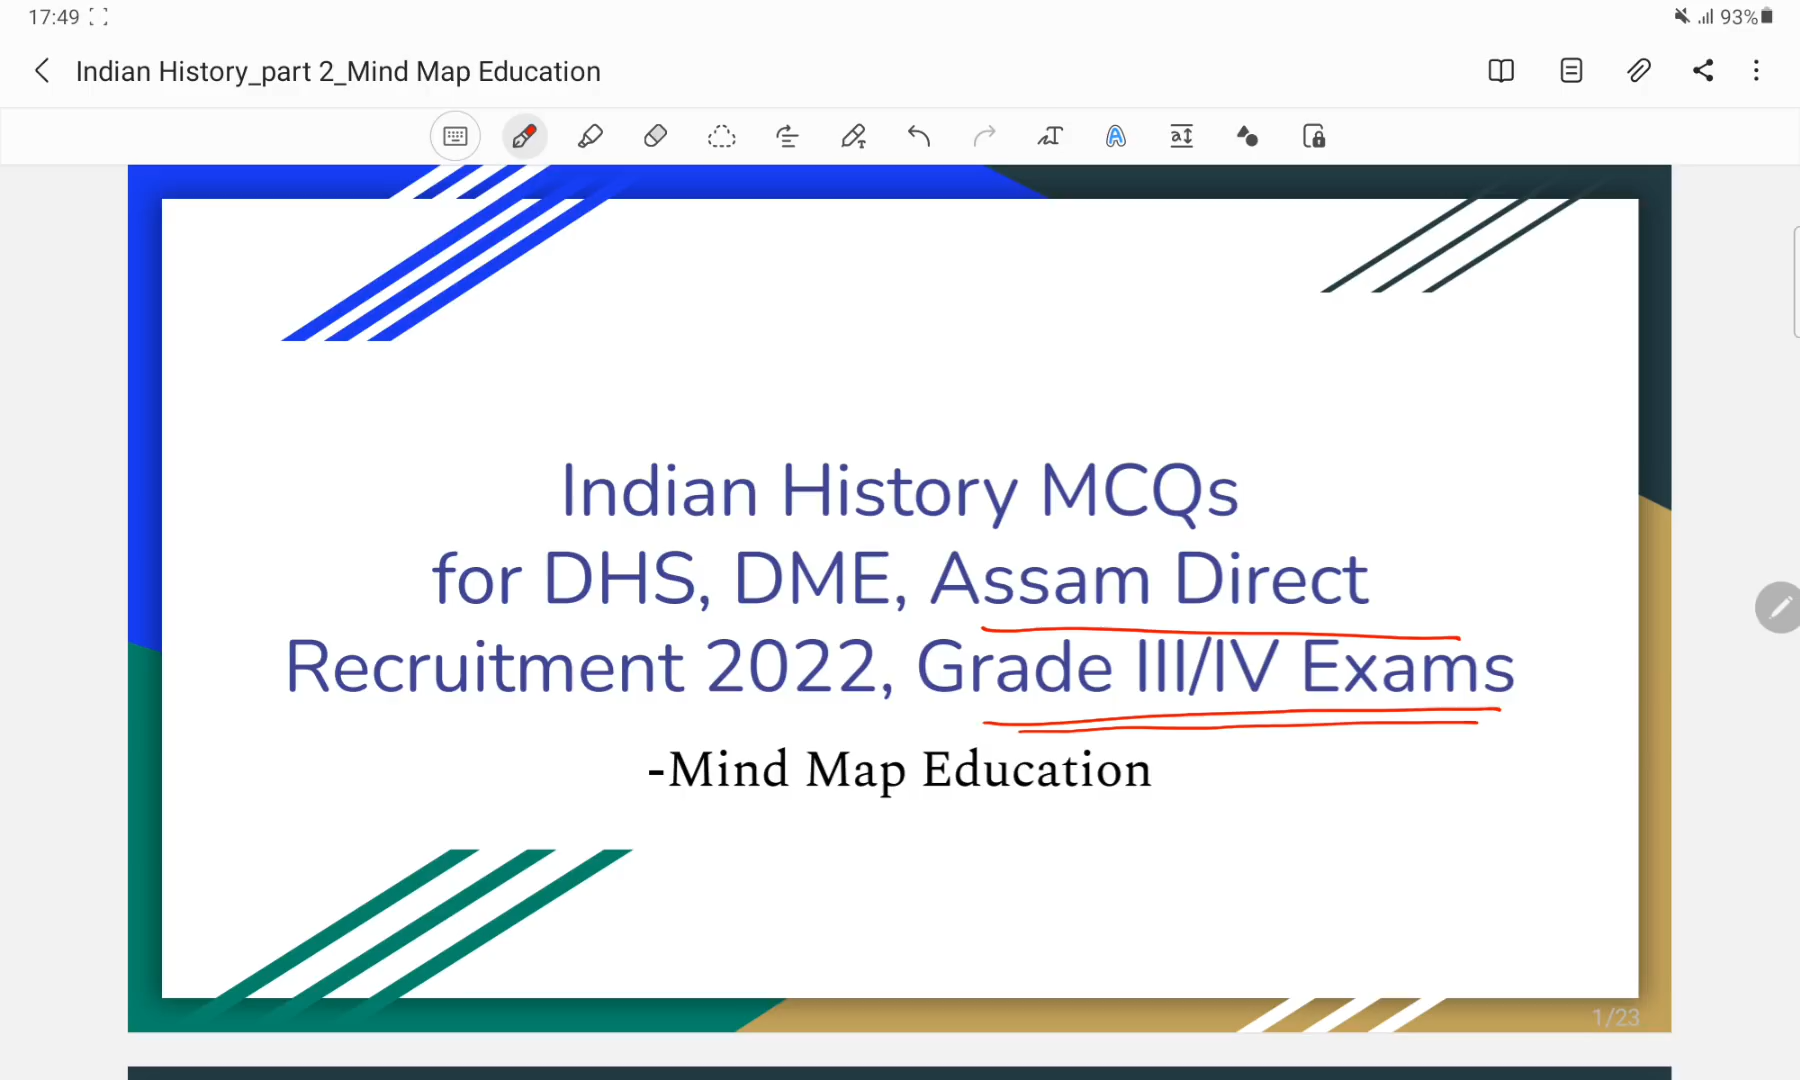 17:49
93%
Indian History_part 2_Mind Map Education
Indian History MCQs
for DHS, DME, Assam Direct
Recruitment 2022, Grade III/IV Exams
-Mind Map Education
1/23